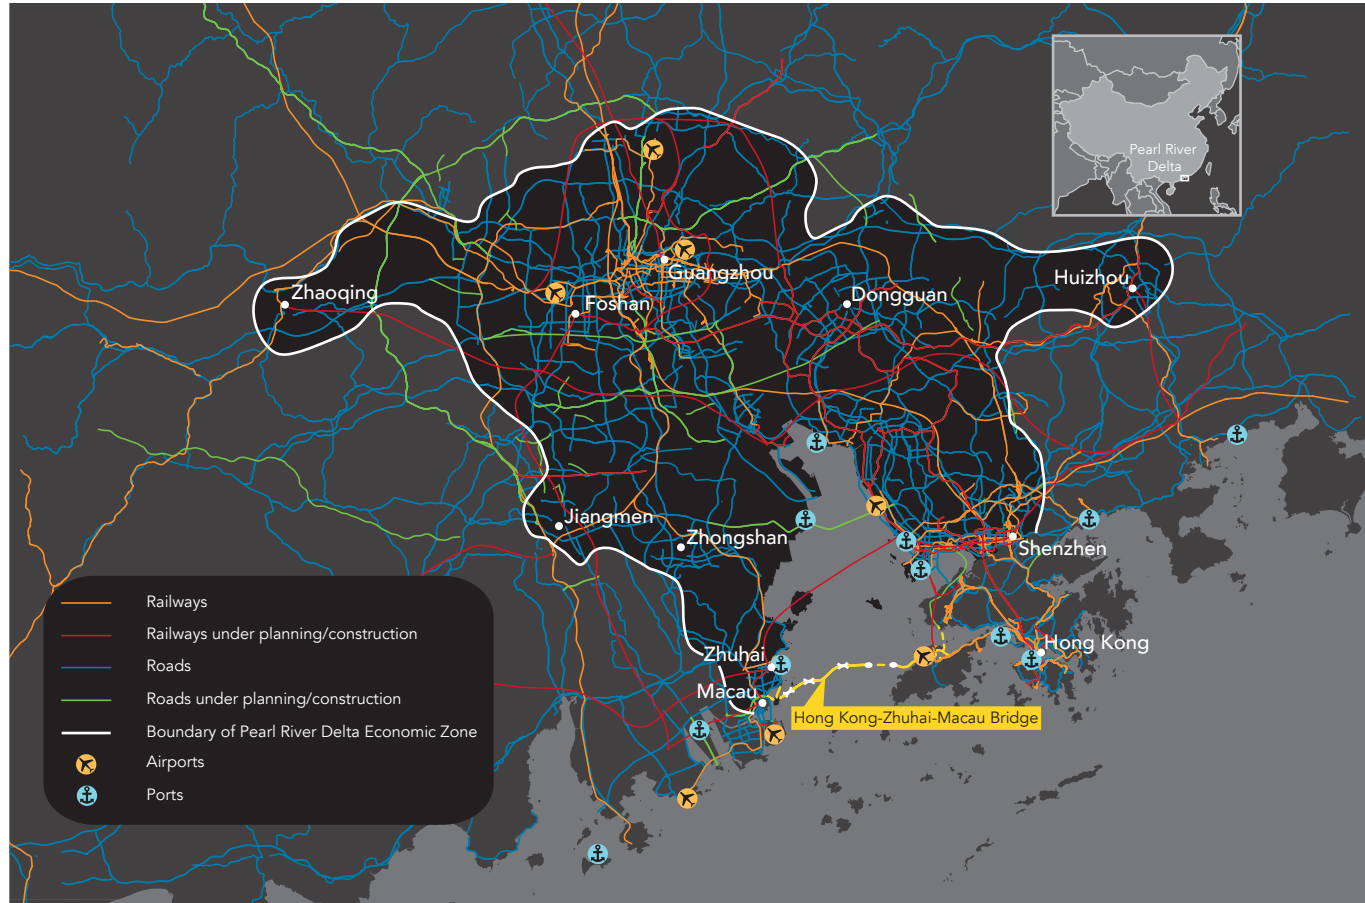 Pearl River
Delta
Guangzhou
Huizhou
Zhaoqing
Foshan
Dongguan
Jiangmen
Zhongshan
Shenzhen
Hong Kong
Zhuhai
Macau
Hong Kong-Zhuhai-Macau Bridge
Railways
Railways under planning/construction
Roads
Roads under planning/construction
Boundary of Pearl River Delta Economic Zone
Airports
Ports